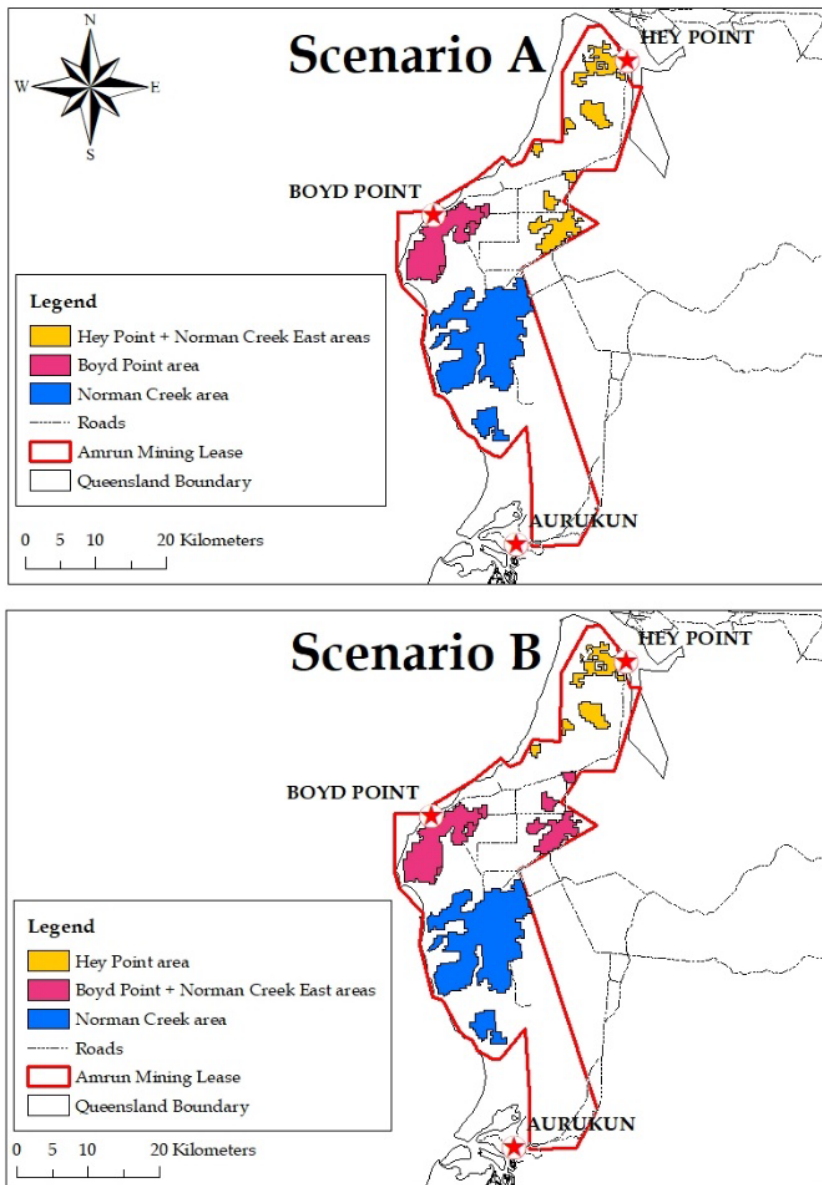 Scenario A
HEY POINT
N
W E
S
BOYD POINT
Legend
Hey Point + Norman Creek East areas
Boyd Point area
Norman Creek area
Roads
Amrun Mining Lease
Queensland Boundary
AURUKUN
0 5 10 20 Kilometers
Scenario B
HEY POINT
BOYD POINT
Legend
Hey Point area
Boyd Point + Norman Creek East areas
Norman Creek area
Roads
Amrun Mining Lease
Queensland Boundary
AURUKUN
0 5 10 20 Kilometers